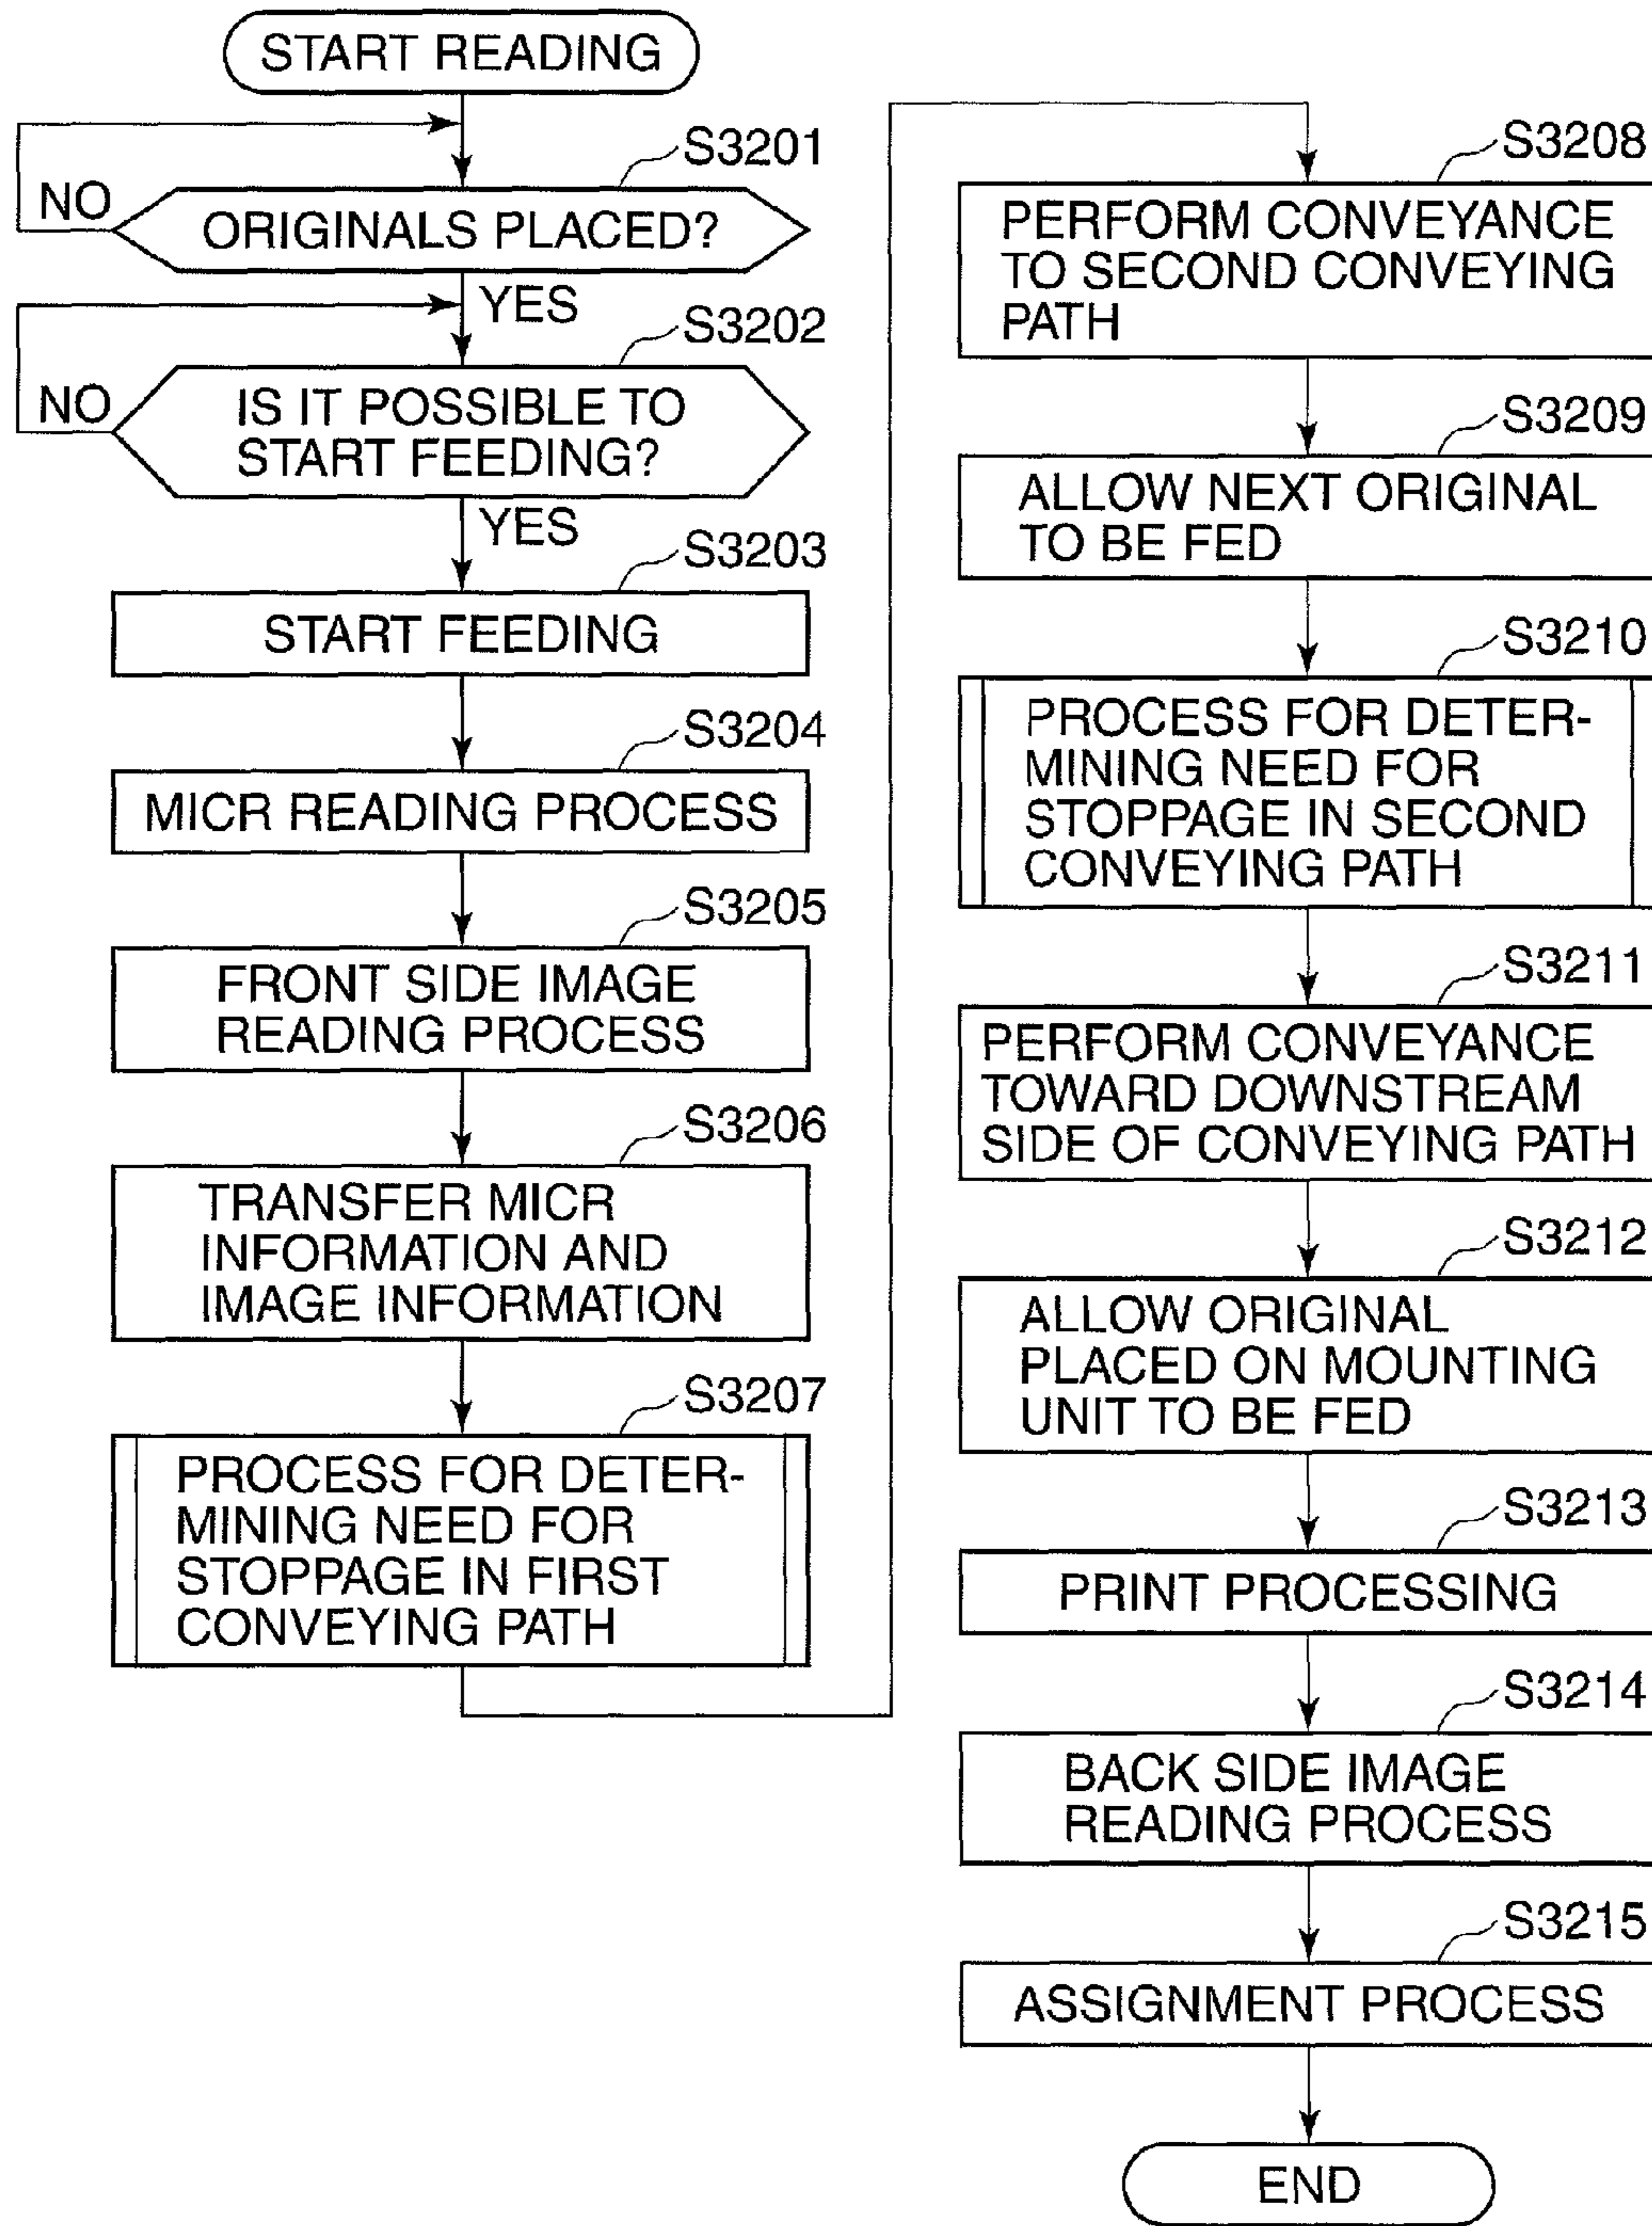 START READING
S3201
NO
ORIGINALS PLACED?
YES
S3202
NO
IS IT POSSIBLE TO
START FEEDING?
YES
S3203
START FEEDING
S3204
MICR READING PROCESS
S3205
FRONT SIDE IMAGE
READING PROCESS
S3206
TRANSFER MICR
INFORMATION AND
IMAGE INFORMATION
S3207
PROCESS FOR DETER-
MINING NEED FOR
STOPPAGE IN FIRST
CONVEYING PATH
S3208
PERFORM CONVEYANCE
TO SECOND CONVEYING
PATH
S3209
ALLOW NEXT ORIGINAL
TO BE FED
S3210
PROCESS FOR DETER-
MINING NEED FOR
STOPPAGE IN SECOND
CONVEYING PATH
S3211
PERFORM CONVEYANCE
TOWARD DOWNSTREAM
SIDE OF CONVEYING PATH
S3212
ALLOW ORIGINAL
PLACED ON MOUNTING
UNIT TO BE FED
S3213
PRINT PROCESSING
S3214
BACK SIDE IMAGE
READING PROCESS
S3215
ASSIGNMENT PROCESS
END